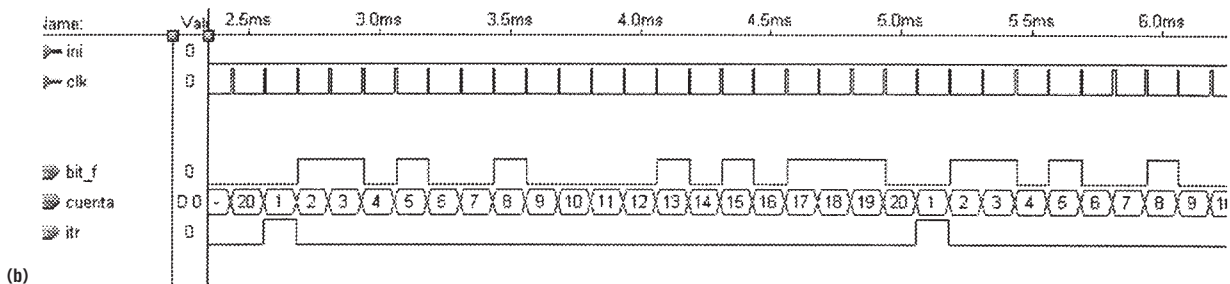 Name: Valu 2.5ms 3.0ms 3.5ms 4.0ms 4.5ms 5.0ms 5.5ms 6.0ms
ini 0
clk 0
bit_f 0
cuenta D 0 - 20 1 2 3 4 5 6 7 8 9 10 11 12 13 14 15 16 17 18 19 20 1 2 3 4 5 6 7 8 9
itr 0
(b)